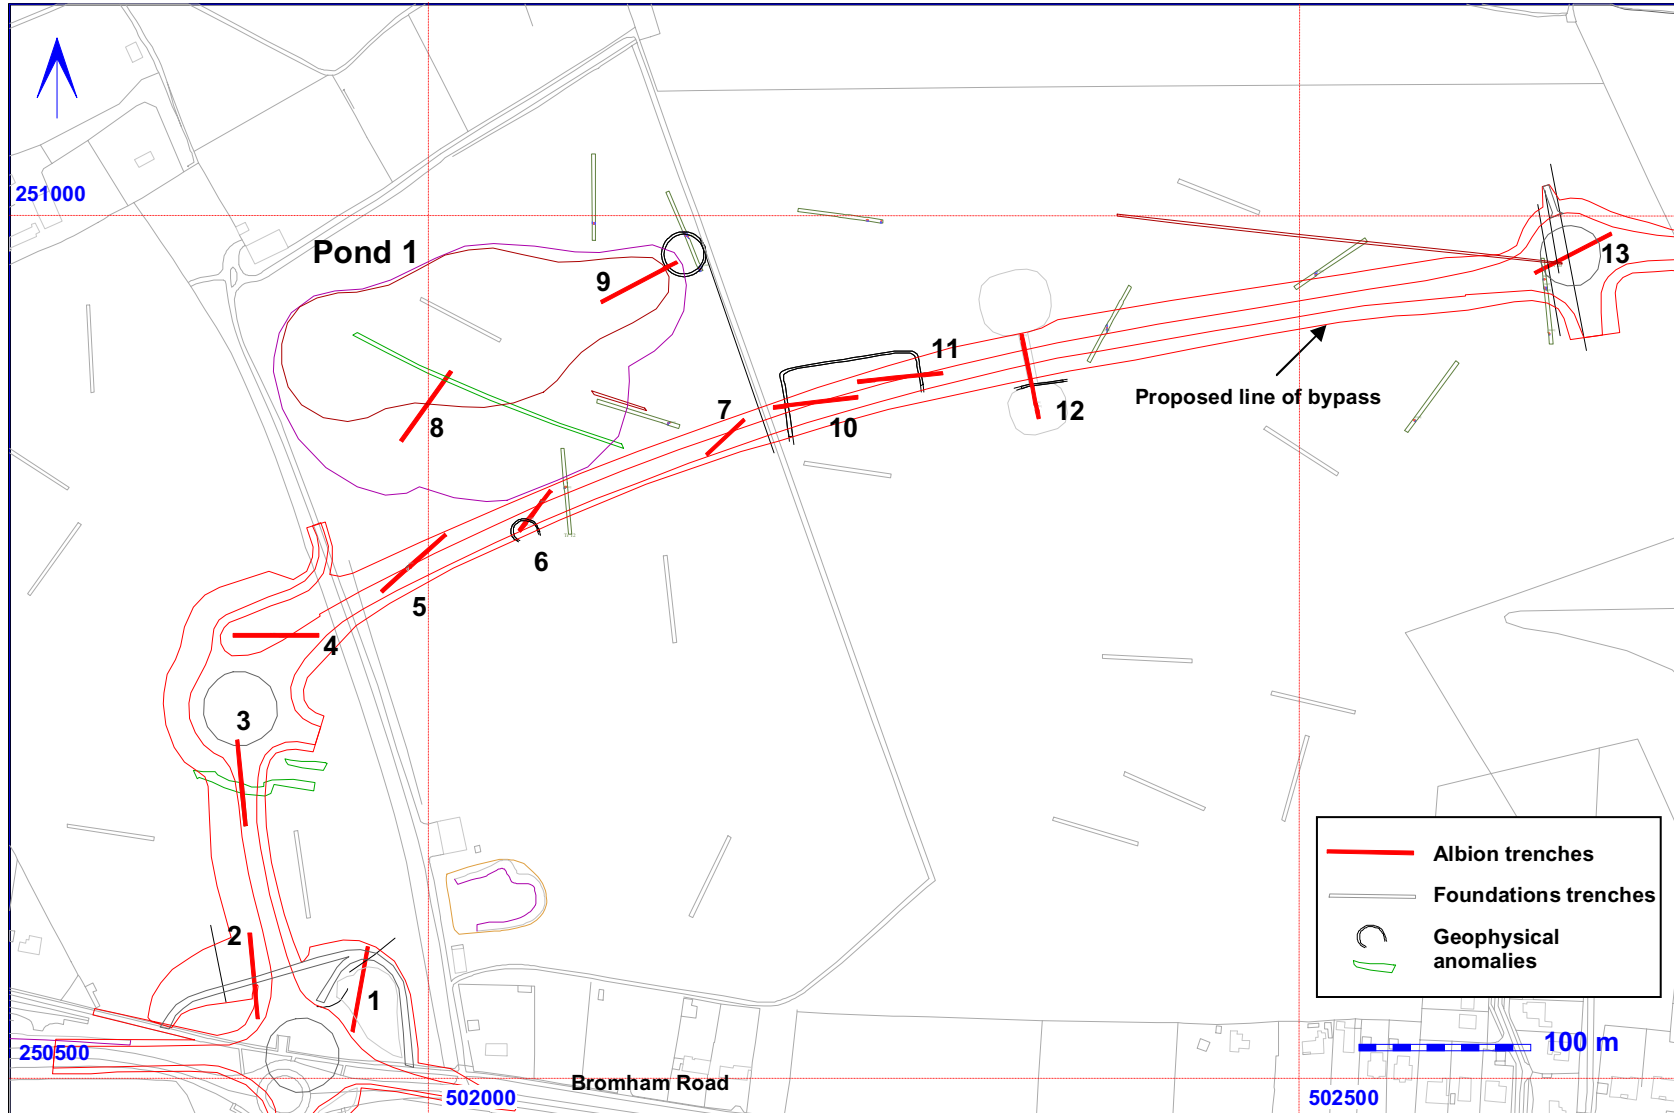 251000
Pond 1
9
13
11
7
Proposed line of bypass
12
8
10
6
5
4
3
Albion trenches
Foundations trenches
Geophysical
anomalies
2
1
250500
100 m
Bromham Road
502000
502500